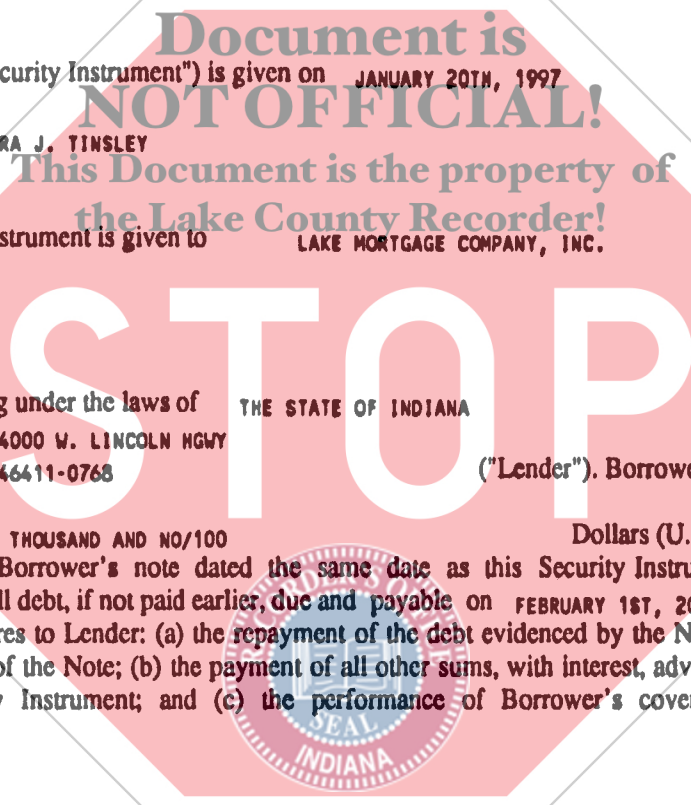 Document is
curity Instrument") is given on JANUARY 20TH, 1997
NOT OFFICIAL!
RA J. TINSLEY
This Document is the property of
the Lake County Recorder!
strument is given to LAKE MORTGAGE COMPANY, INC.
STOP
g under the laws of THE STATE OF INDIANA
4000 W. LINCOLN HGWY
46411-0768 ("Lender"). Borrowe
THOUSAND AND NO/100 Dollars (U.
Borrower's note dated the same date as this Security Instru
ll debt, if not paid earlier, due and payable on FEBRUARY 1ST, 20
res to Lender: (a) the repayment of the debt evidenced by the N
of the Note; (b) the payment of all other sums, with interest, adv
y Instrument; and (c) the performance of Borrower's cover
SEAL
INDIANA